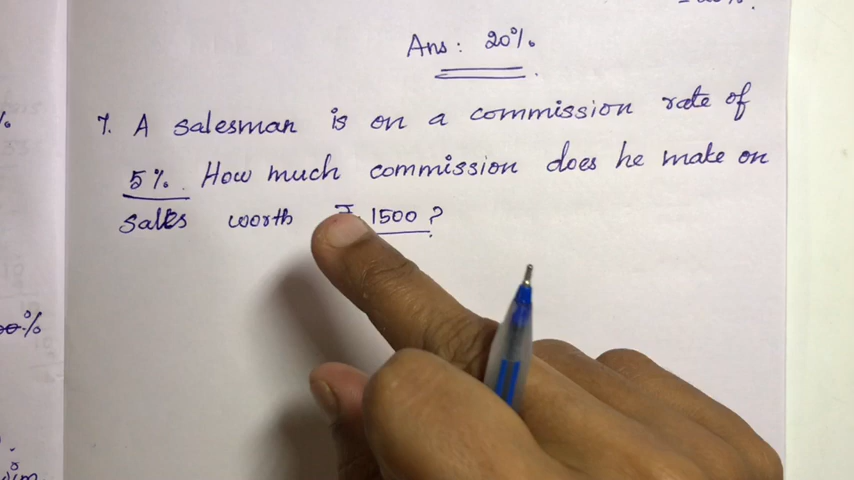 Ans: 20%.
7. A salesman is on a commission rate of
5%. How much commission does he make on
sales worth ₹. 1500?